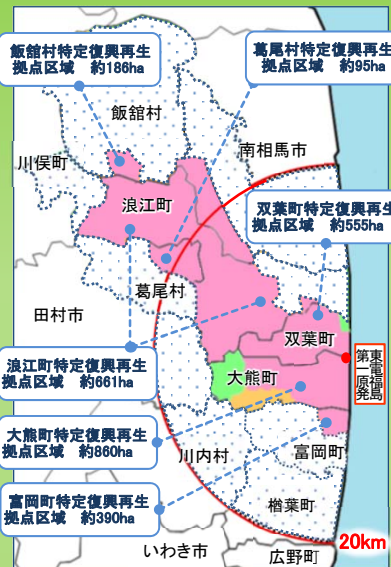 飯舘村特定復興再生
拠点区域　約186ha
葛尾村特定復興再生
拠点区域　約95ha
飯舘村
川俣町
南相馬市
浪江町
双葉町特定復興再生
拠点区域　約555ha
葛尾村
田村市
双葉町
浪江町特定復興再生
拠点区域　約661ha
大熊町
東電福島
第一原発
大熊町特定復興再生
拠点区域　約860ha
川内村
富岡町
富岡町特定復興再生
拠点区域　約390ha
楢葉町
20km
いわき市
広野町